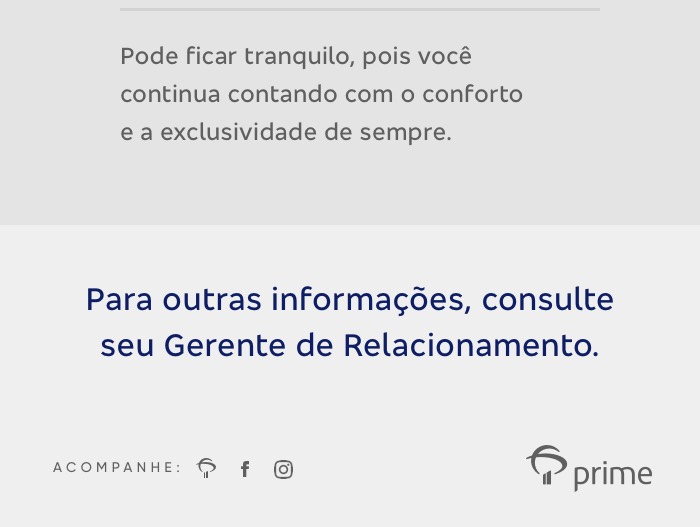 Pode ficar tranquilo, pois você
continua contando com o conforto
e a exclusividade de sempre.
Para outras informações, consulte
seu Gerente de Relacionamento.
ACOMPANHE:
prime